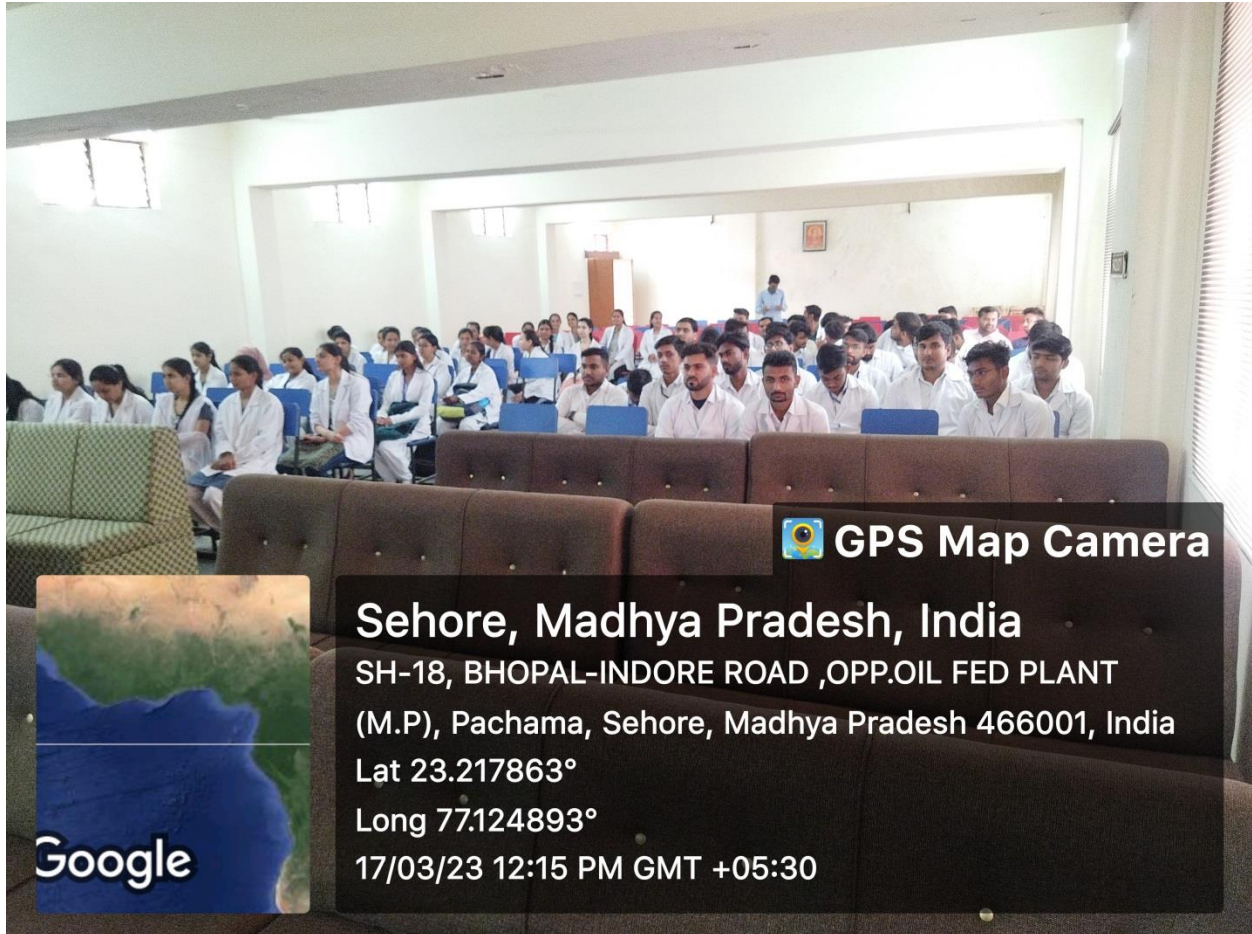 GPS Map Camera
Sehore, Madhya Pradesh, India
SH-18, BHOPAL-INDORE ROAD ,OPP.OIL FED PLANT
(M.P), Pachama, Sehore, Madhya Pradesh 466001, India
Lat 23.217863°
Long 77.124893°
17/03/23 12:15 PM GMT +05:30
Google